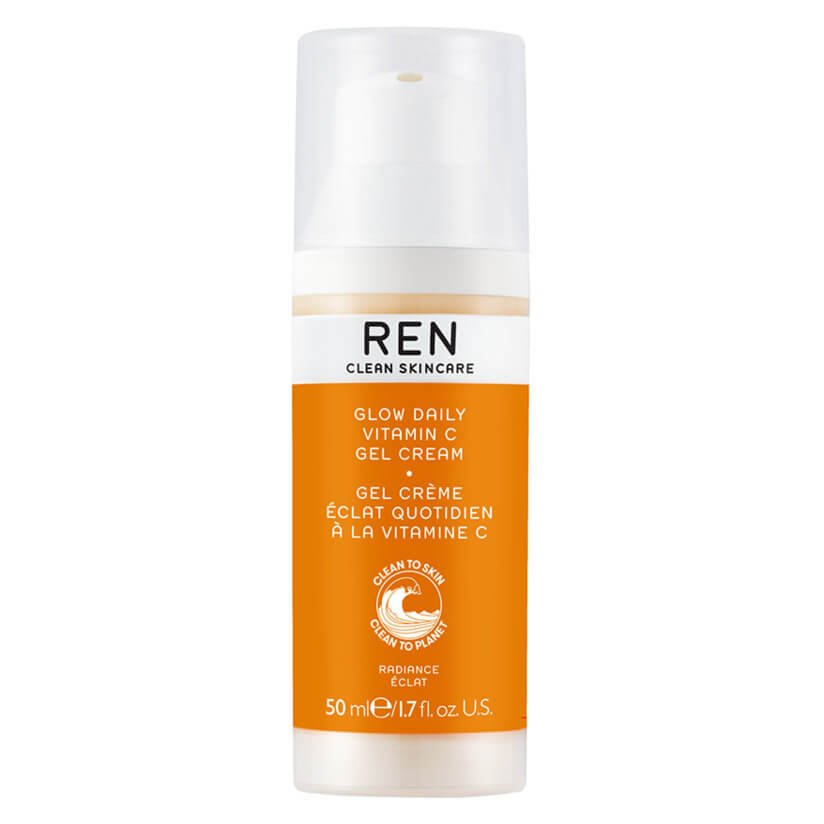 REN
CLEAN SKINCARE
GLOW DAILY
VITAMIN C
GEL CREAM
•
GEL CRÈME
ÉCLAT QUOTIDIEN
À LA VITAMINE C
CLEAN TO SKIN
CLEAN TO PLANET
RADIANCE
ÉCLAT
50 ml℮/1.7 fl. oz. U.S.